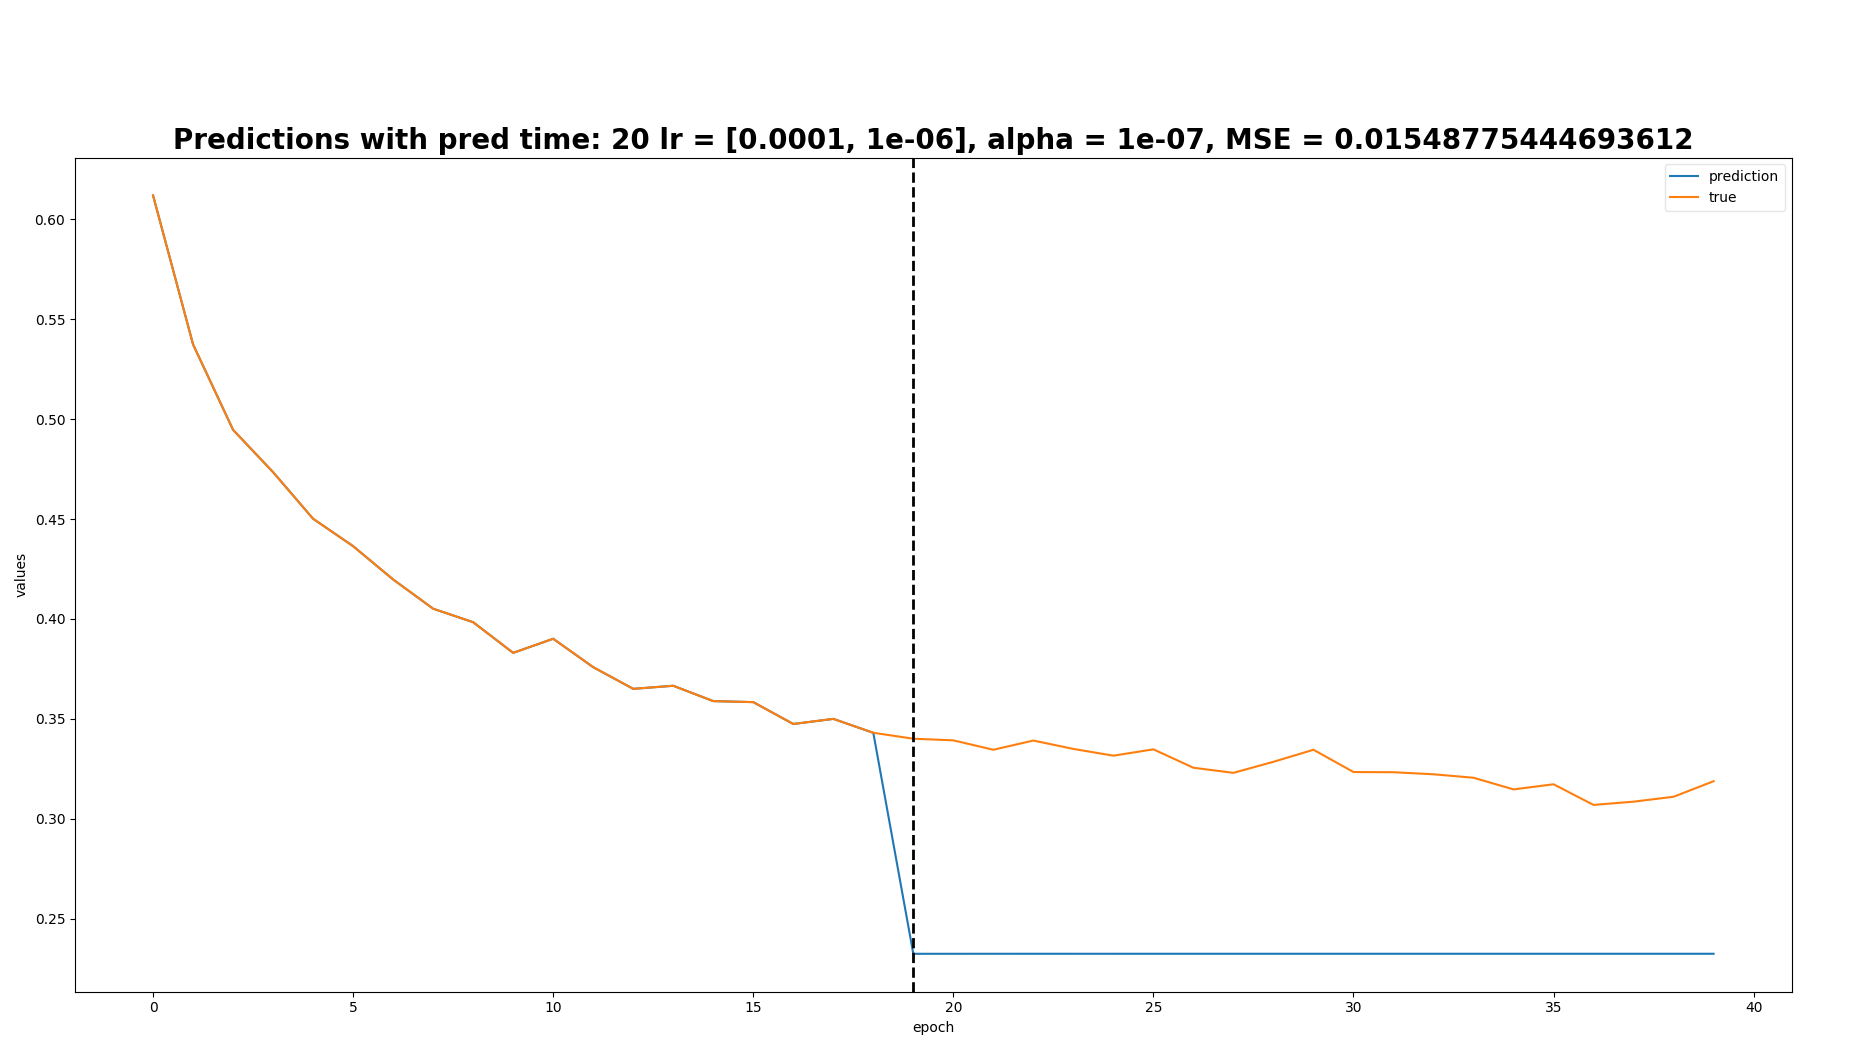 Predictions with pred time: 20 lr = [0.0001, 1e-06], alpha = 1e-07, MSE = 0.01548775444693612
prediction
true
0.60
0.55
0.50
0.45
0.40
0.35
0.30
0.25
values
0 5 10 15 20 25 30 35 40
epoch